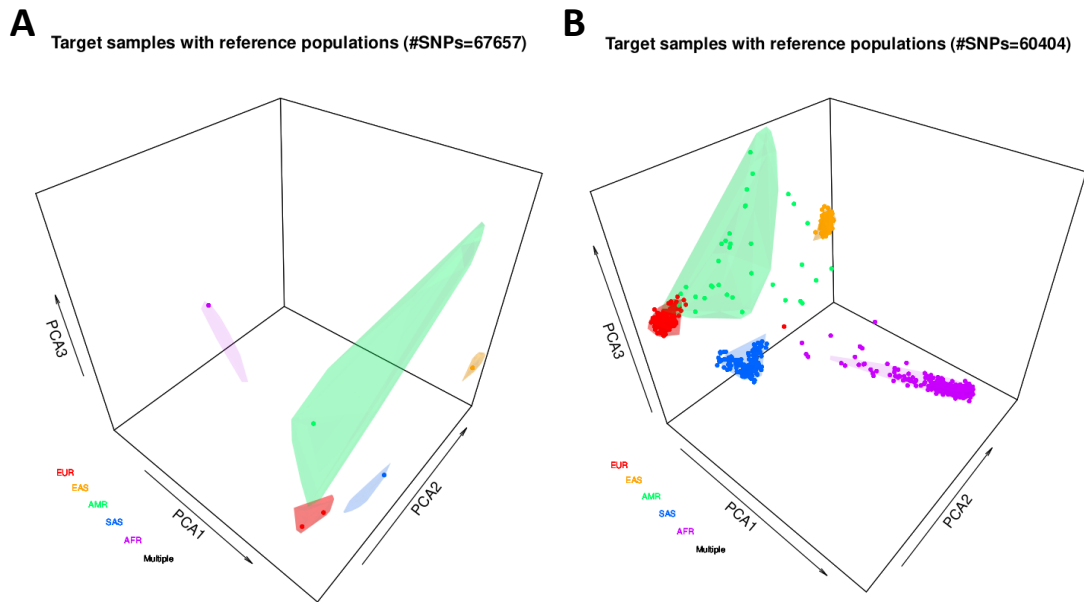 A
Target samples with reference populations (#SNPs=67657)
PCA3
PCA1
PCA2
EUR
EAS
AMR
SAS
AFR
Multiple
B
Target samples with reference populations (#SNPs=60404)
PCA3
PCA1
PCA2
EUR
EAS
AMR
SAS
AFR
Multiple